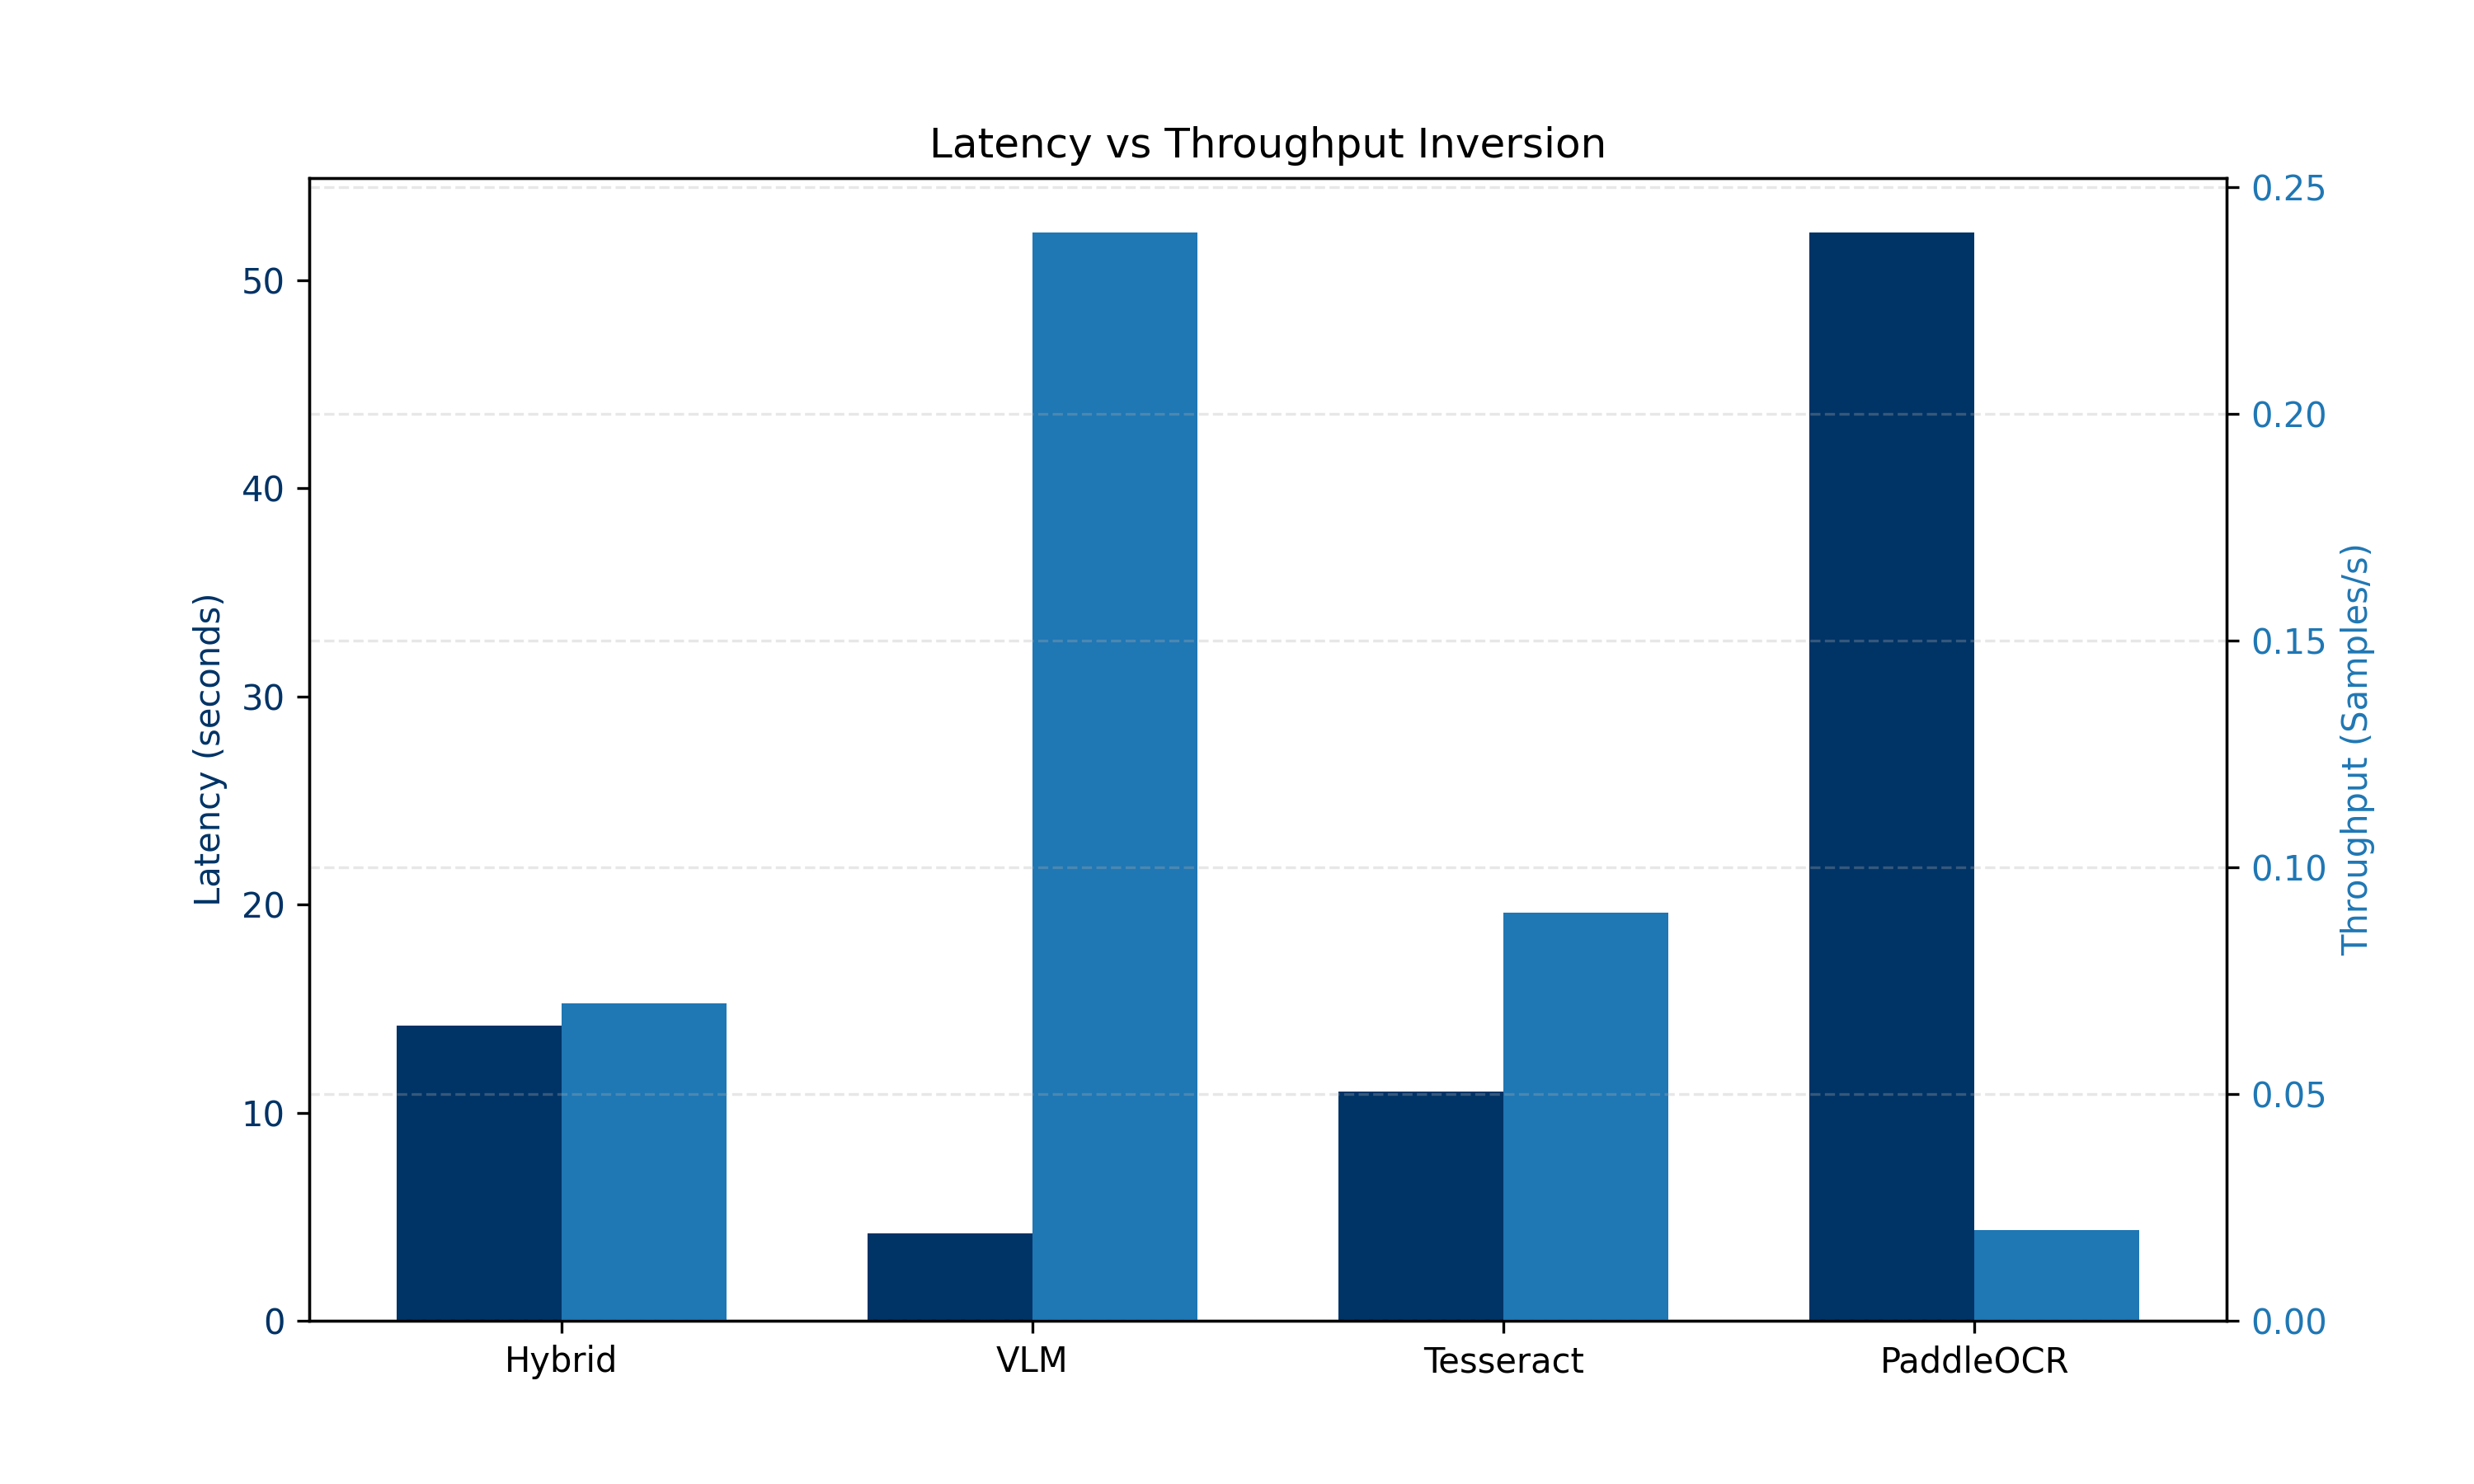 Latency vs Throughput Inversion
Latency (seconds)
50
40
30
20
10
0
0.25
0.20
0.15
0.10
0.05
0.00
Throughput (Samples/s)
Hybrid
VLM
Tesseract
PaddleOCR